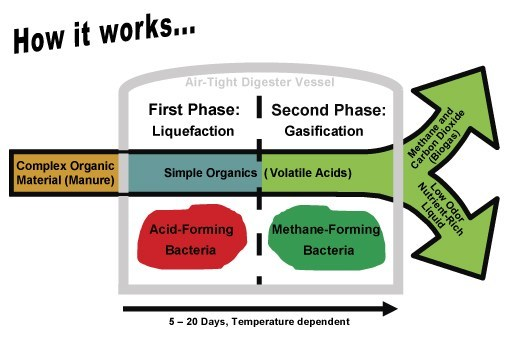 How it works...
Air-Tight Digester Vessel
First Phase:
Liquefaction
Second Phase:
Gasification
Complex Organic
Material (Manure)
Simple Organics
(Volatile Acids)
Methane and
Carbon Dioxide
(Biogas)
Low Odor
Nutrient-Rich
Liquid
Acid-Forming
Bacteria
Methane-Forming
Bacteria
5 – 20 Days, Temperature dependent